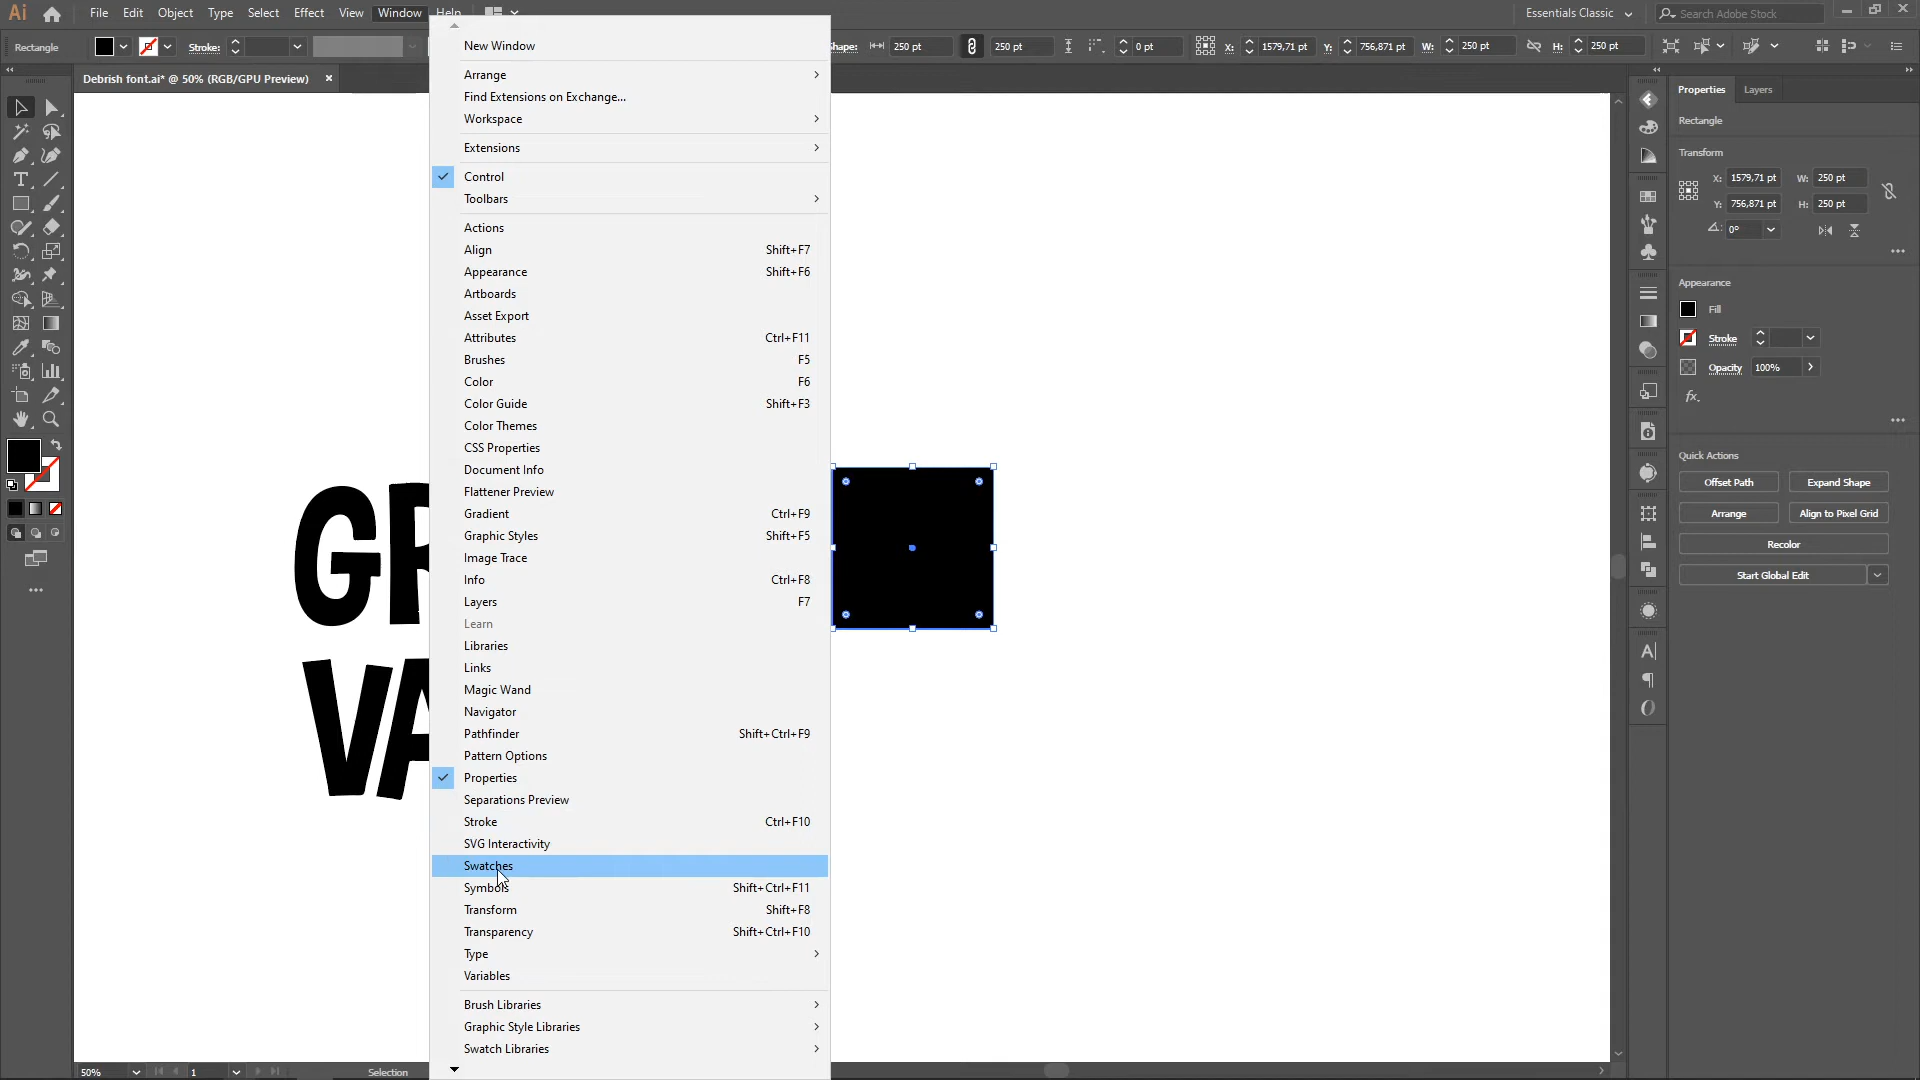 Ai File Edit Object Type Select Effect View Window Help Essentials Classic Search Adobe Stock
Rectangle Stroke: Shape: 250 pt 250 pt 0 pt X: 1579,71 pt Y: 756,871 pt W: 250 pt H: 250 pt
Debrish font.ai* @ 50% (RGB/GPU Preview) ×
New Window
Arrange
Find Extensions on Exchange...
Workspace
Extensions
Control
Toolbars
Actions
Align Shift+F7
Appearance Shift+F6
Artboards
Asset Export
Attributes Ctrl+F11
Brushes F5
Color F6
Color Guide Shift+F3
Color Themes
CSS Properties
Document Info
Flattener Preview
Gradient Ctrl+F9
Graphic Styles Shift+F5
Image Trace
Info Ctrl+F8
Layers F7
Learn
Libraries
Links
Magic Wand
Navigator
Pathfinder Shift+Ctrl+F9
Pattern Options
Properties
Separations Preview
Stroke Ctrl+F10
SVG Interactivity
Swatches
Symbols Shift+Ctrl+F11
Transform Shift+F8
Transparency Shift+Ctrl+F10
Type
Variables
Brush Libraries
Graphic Style Libraries
Swatch Libraries
GR
VA
Properties Layers
Rectangle
Transform
X: 1579,71 pt W: 250 pt
Y: 756,871 pt H: 250 pt
0°
Appearance
Fill
Stroke
Opacity 100%
fx.
Quick Actions
Offset Path Expand Shape
Arrange Align to Pixel Grid
Recolor
Start Global Edit
50% 1 Selection